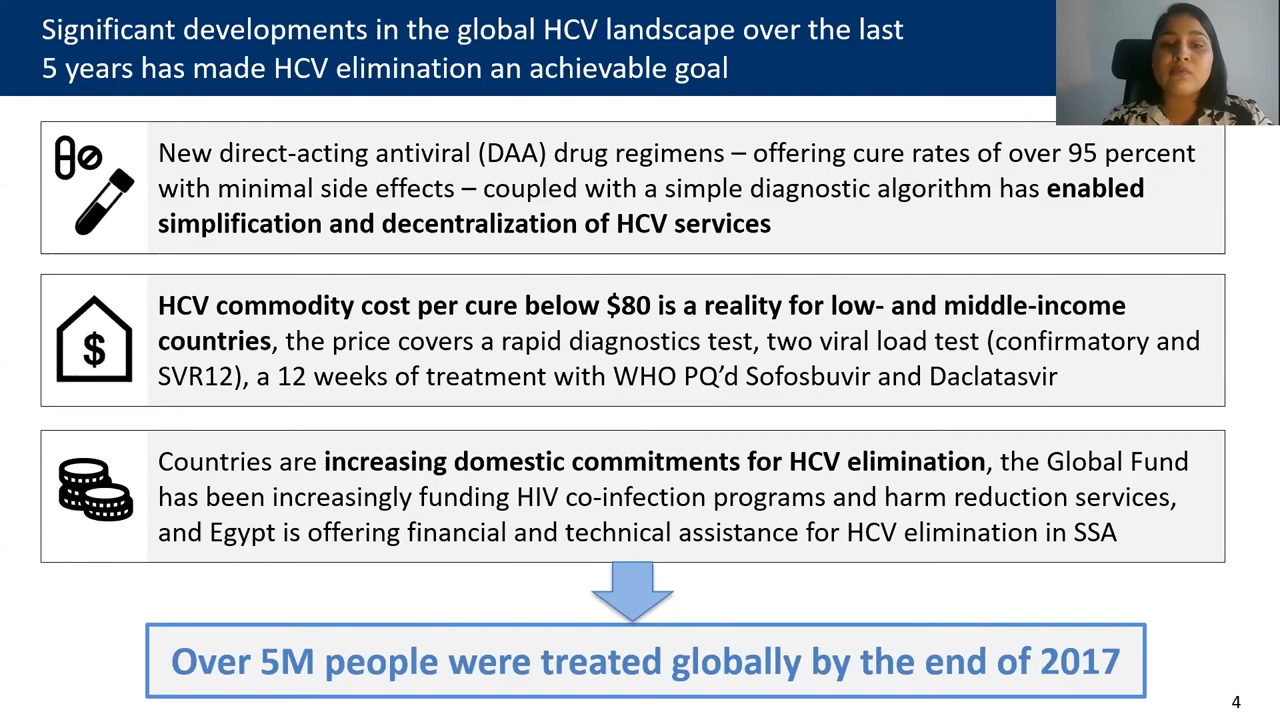 Significant developments in the global HCV landscape over the last
5 years has made HCV elimination an achievable goal
New direct-acting antiviral (DAA) drug regimens – offering cure rates of over 95 percent
with minimal side effects – coupled with a simple diagnostic algorithm has enabled
simplification and decentralization of HCV services
$
HCV commodity cost per cure below $80 is a reality for low- and middle-income
countries, the price covers a rapid diagnostics test, two viral load test (confirmatory and
SVR12), a 12 weeks of treatment with WHO PQ’d Sofosbuvir and Daclatasvir
Countries are increasing domestic commitments for HCV elimination, the Global Fund
has been increasingly funding HIV co-infection programs and harm reduction services,
and Egypt is offering financial and technical assistance for HCV elimination in SSA
Over 5M people were treated globally by the end of 2017
4